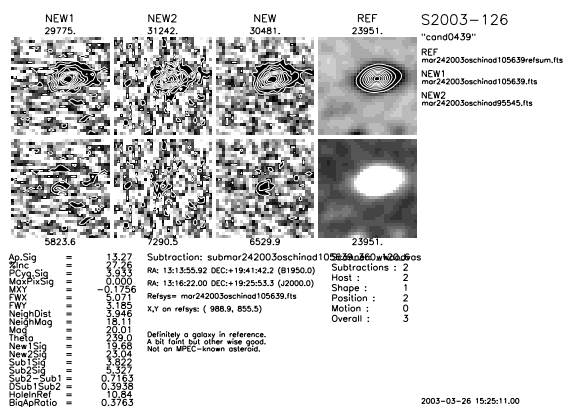 NEW1 NEW2 NEW REF
29775. 31242. 30481. 23951.
S2003-126
"cand0439"
REF
mar242003oschinad105639refsum.fts
NEW1
mar242003oschinad105639.fts
NEW2
mar242003oschinad95545.fts
5823.6 7290.5 6529.9 23951.
Ap.Sig = 13.27
%Inc = 27.26
PCyg.Sig = 3.933
MaxPixSig = 0.000
MXY = -0.1756
FWX = 5.071
FWY = 3.185
NeighDist = 3.946
NeighMag = 18.11
Mag = 20.01
Theta = 239.0
New1Sig = 19.68
New2Sig = 23.04
Sub1Sig = 3.822
Sub2Sig = 5.327
Sub2-Sub1 = 0.7163
DSub1Sub2 = 0.3938
HoleInRef = 10.84
BigApRatio = 0.3763
Subtraction: submar242003oschinad105639
RA: 13:13:55.92 DEC:+19:41:42.2 (B1950.0)
RA: 13:16:22.00 DEC:+19:25:53.3 (J2000.0)
Refsys= mar242003oschinad105639.fts
X,Y on refsys: ( 988.9, 855.5)
Definitely a galaxy in reference.
A bit faint but other wise good.
Not an MPEC-known asteroid.
Subtractions : 2
Host : 2
Shape : 1
Position : 2
Motion : 0
Overall : 3
2003-03-26 15:25:11.00